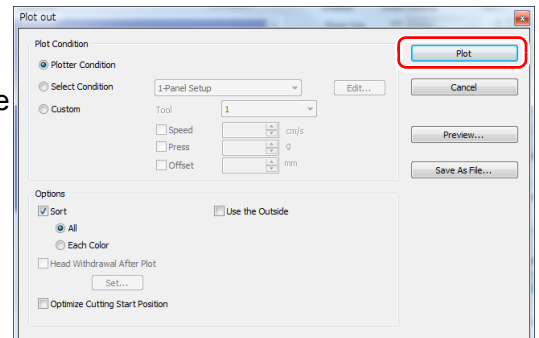 Plot out
Plot Condition
Plotter Condition
Select Condition 1-Panel Setup Edit...
Custom Tool 1
Speed cm/s
Press g
Offset mm
Plot
Cancel
Preview...
Save As File...
Options
Sort Use the Outside
All
Each Color
Head Withdrawal After Plot
Set...
Optimize Cutting Start Position